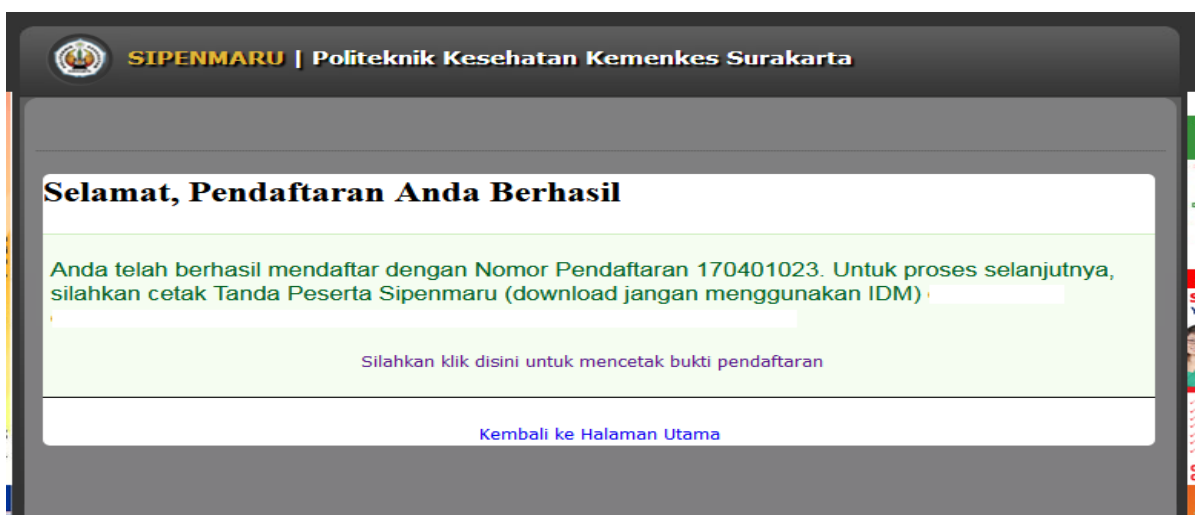 SIPENMARU | Politeknik Kesehatan Kemenkes Surakarta
Selamat, Pendaftaran Anda Berhasil
Anda telah berhasil mendaftar dengan Nomor Pendaftaran 170401023. Untuk proses selanjutnya,
silahkan cetak Tanda Peserta Sipenmaru (download jangan menggunakan IDM)
Silahkan klik disini untuk mencetak bukti pendaftaran
Kembali ke Halaman Utama